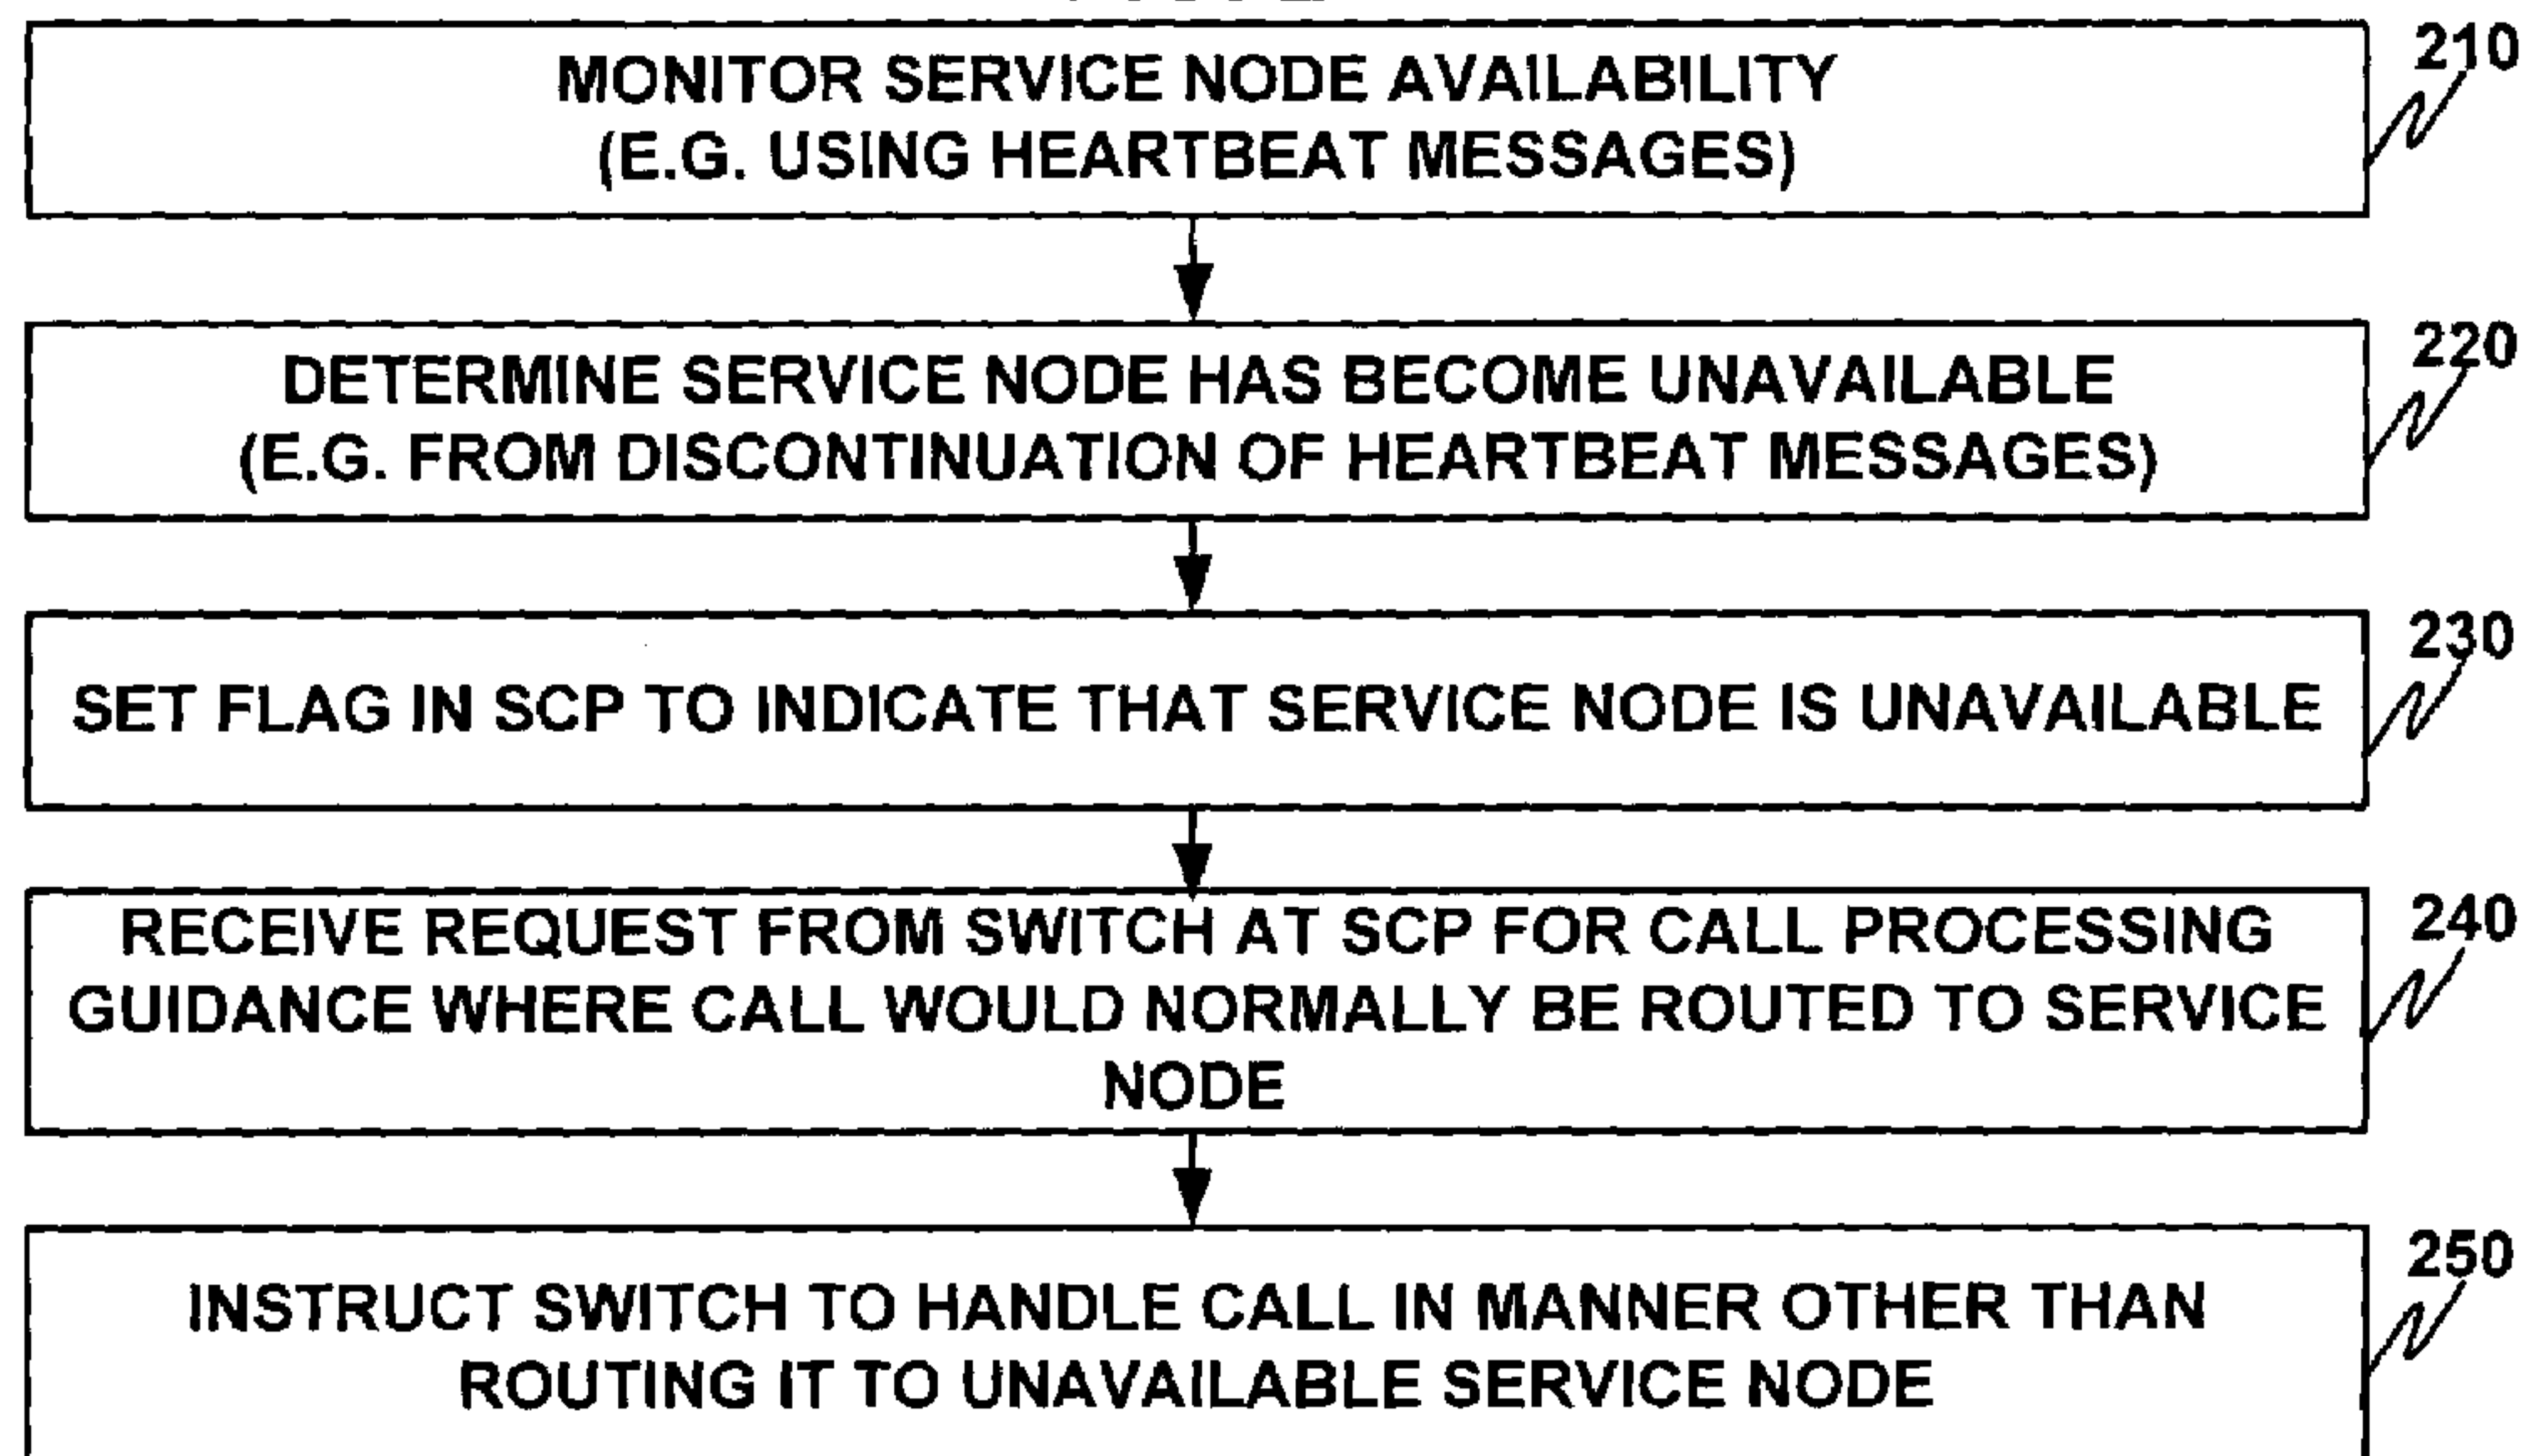 210
MONITOR SERVICE NODE AVAILABILITY
(E.G. USING HEARTBEAT MESSAGES)
220
DETERMINE SERVICE NODE HAS BECOME UNAVAILABLE
(E.G. FROM DISCONTINUATION OF HEARTBEAT MESSAGES)
230
SET FLAG IN SCP TO INDICATE THAT SERVICE NODE IS UNAVAILABLE
240
RECEIVE REQUEST FROM SWITCH AT SCP FOR CALL PROCESSING
GUIDANCE WHERE CALL WOULD NORMALLY BE ROUTED TO SERVICE
NODE
250
INSTRUCT SWITCH TO HANDLE CALL IN MANNER OTHER THAN
ROUTING IT TO UNAVAILABLE SERVICE NODE